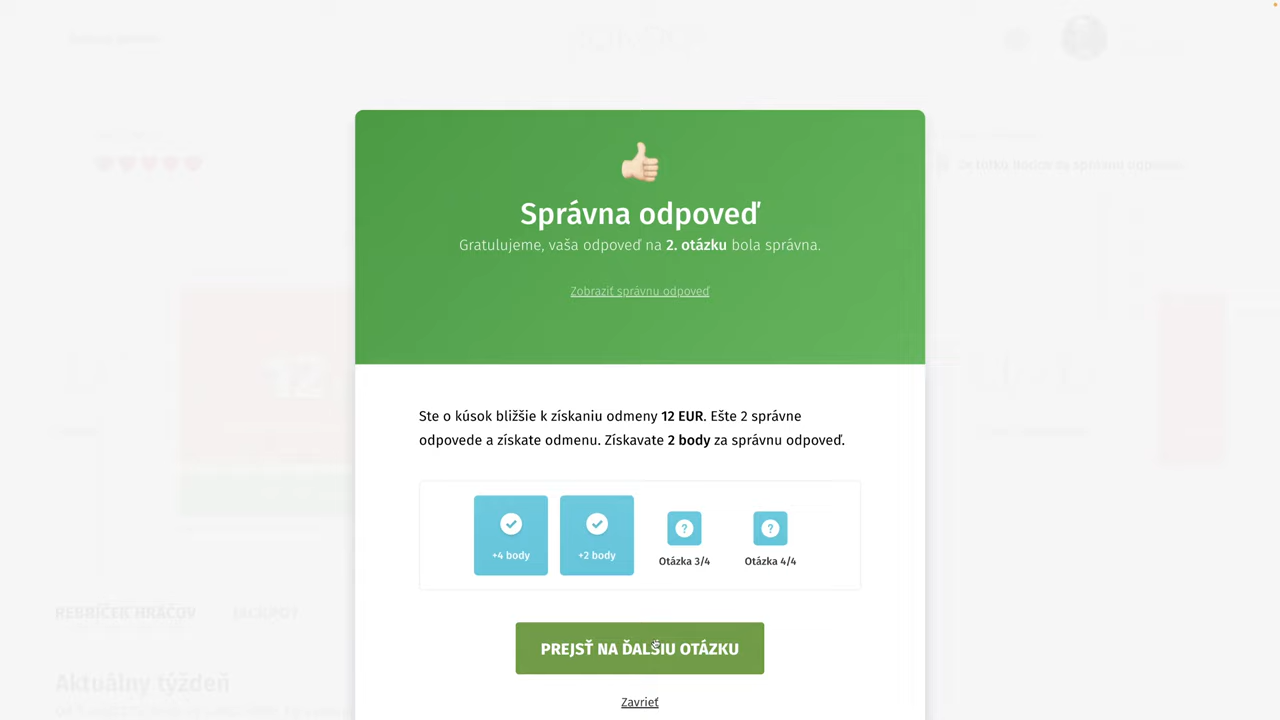 Správna odpoveď
Gratulujeme, vaša odpoveď na 2. otázku bola správna.
Zobraziť správnu odpoveď
12
Ste o kúsok bližšie k získaniu odmeny 12 EUR. Ešte 2 správne
odpovede a získate odmenu. Získavate 2 body za správnu odpoveď.
+4 body
+2 body
Otázka 3/4
Otázka 4/4
REBRÍČEK HRÁČOV
JACKPOT
PREJSŤ NA ĎALŠIU OTÁZKU
Aktuálny týždeň
Zavrieť